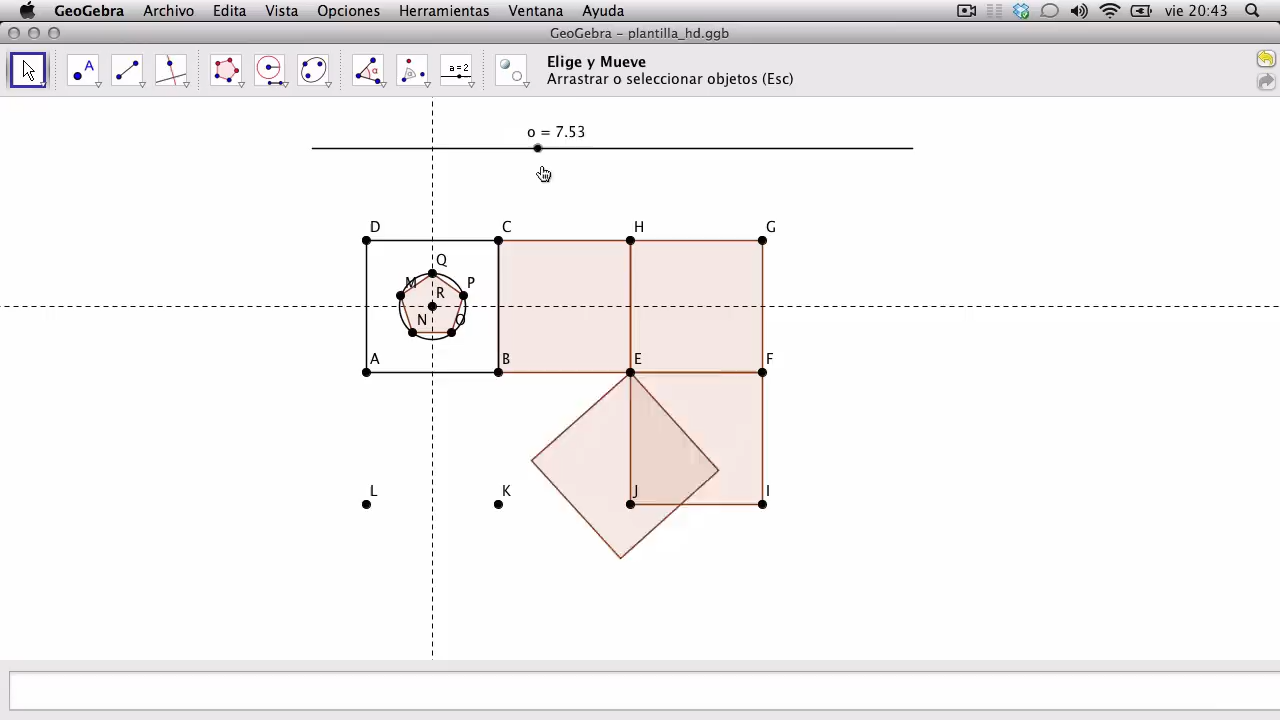 GeoGebra Archivo Edita Vista Opciones Herramientas Ventana Ayuda vie 20:43
GeoGebra – plantilla_hd.ggb
A α a=2 Elige y Mueve
Arrastrar o seleccionar objetos (Esc)
o = 7.53
D C H G
Q
M P
R
N O
A B E F
L K J I